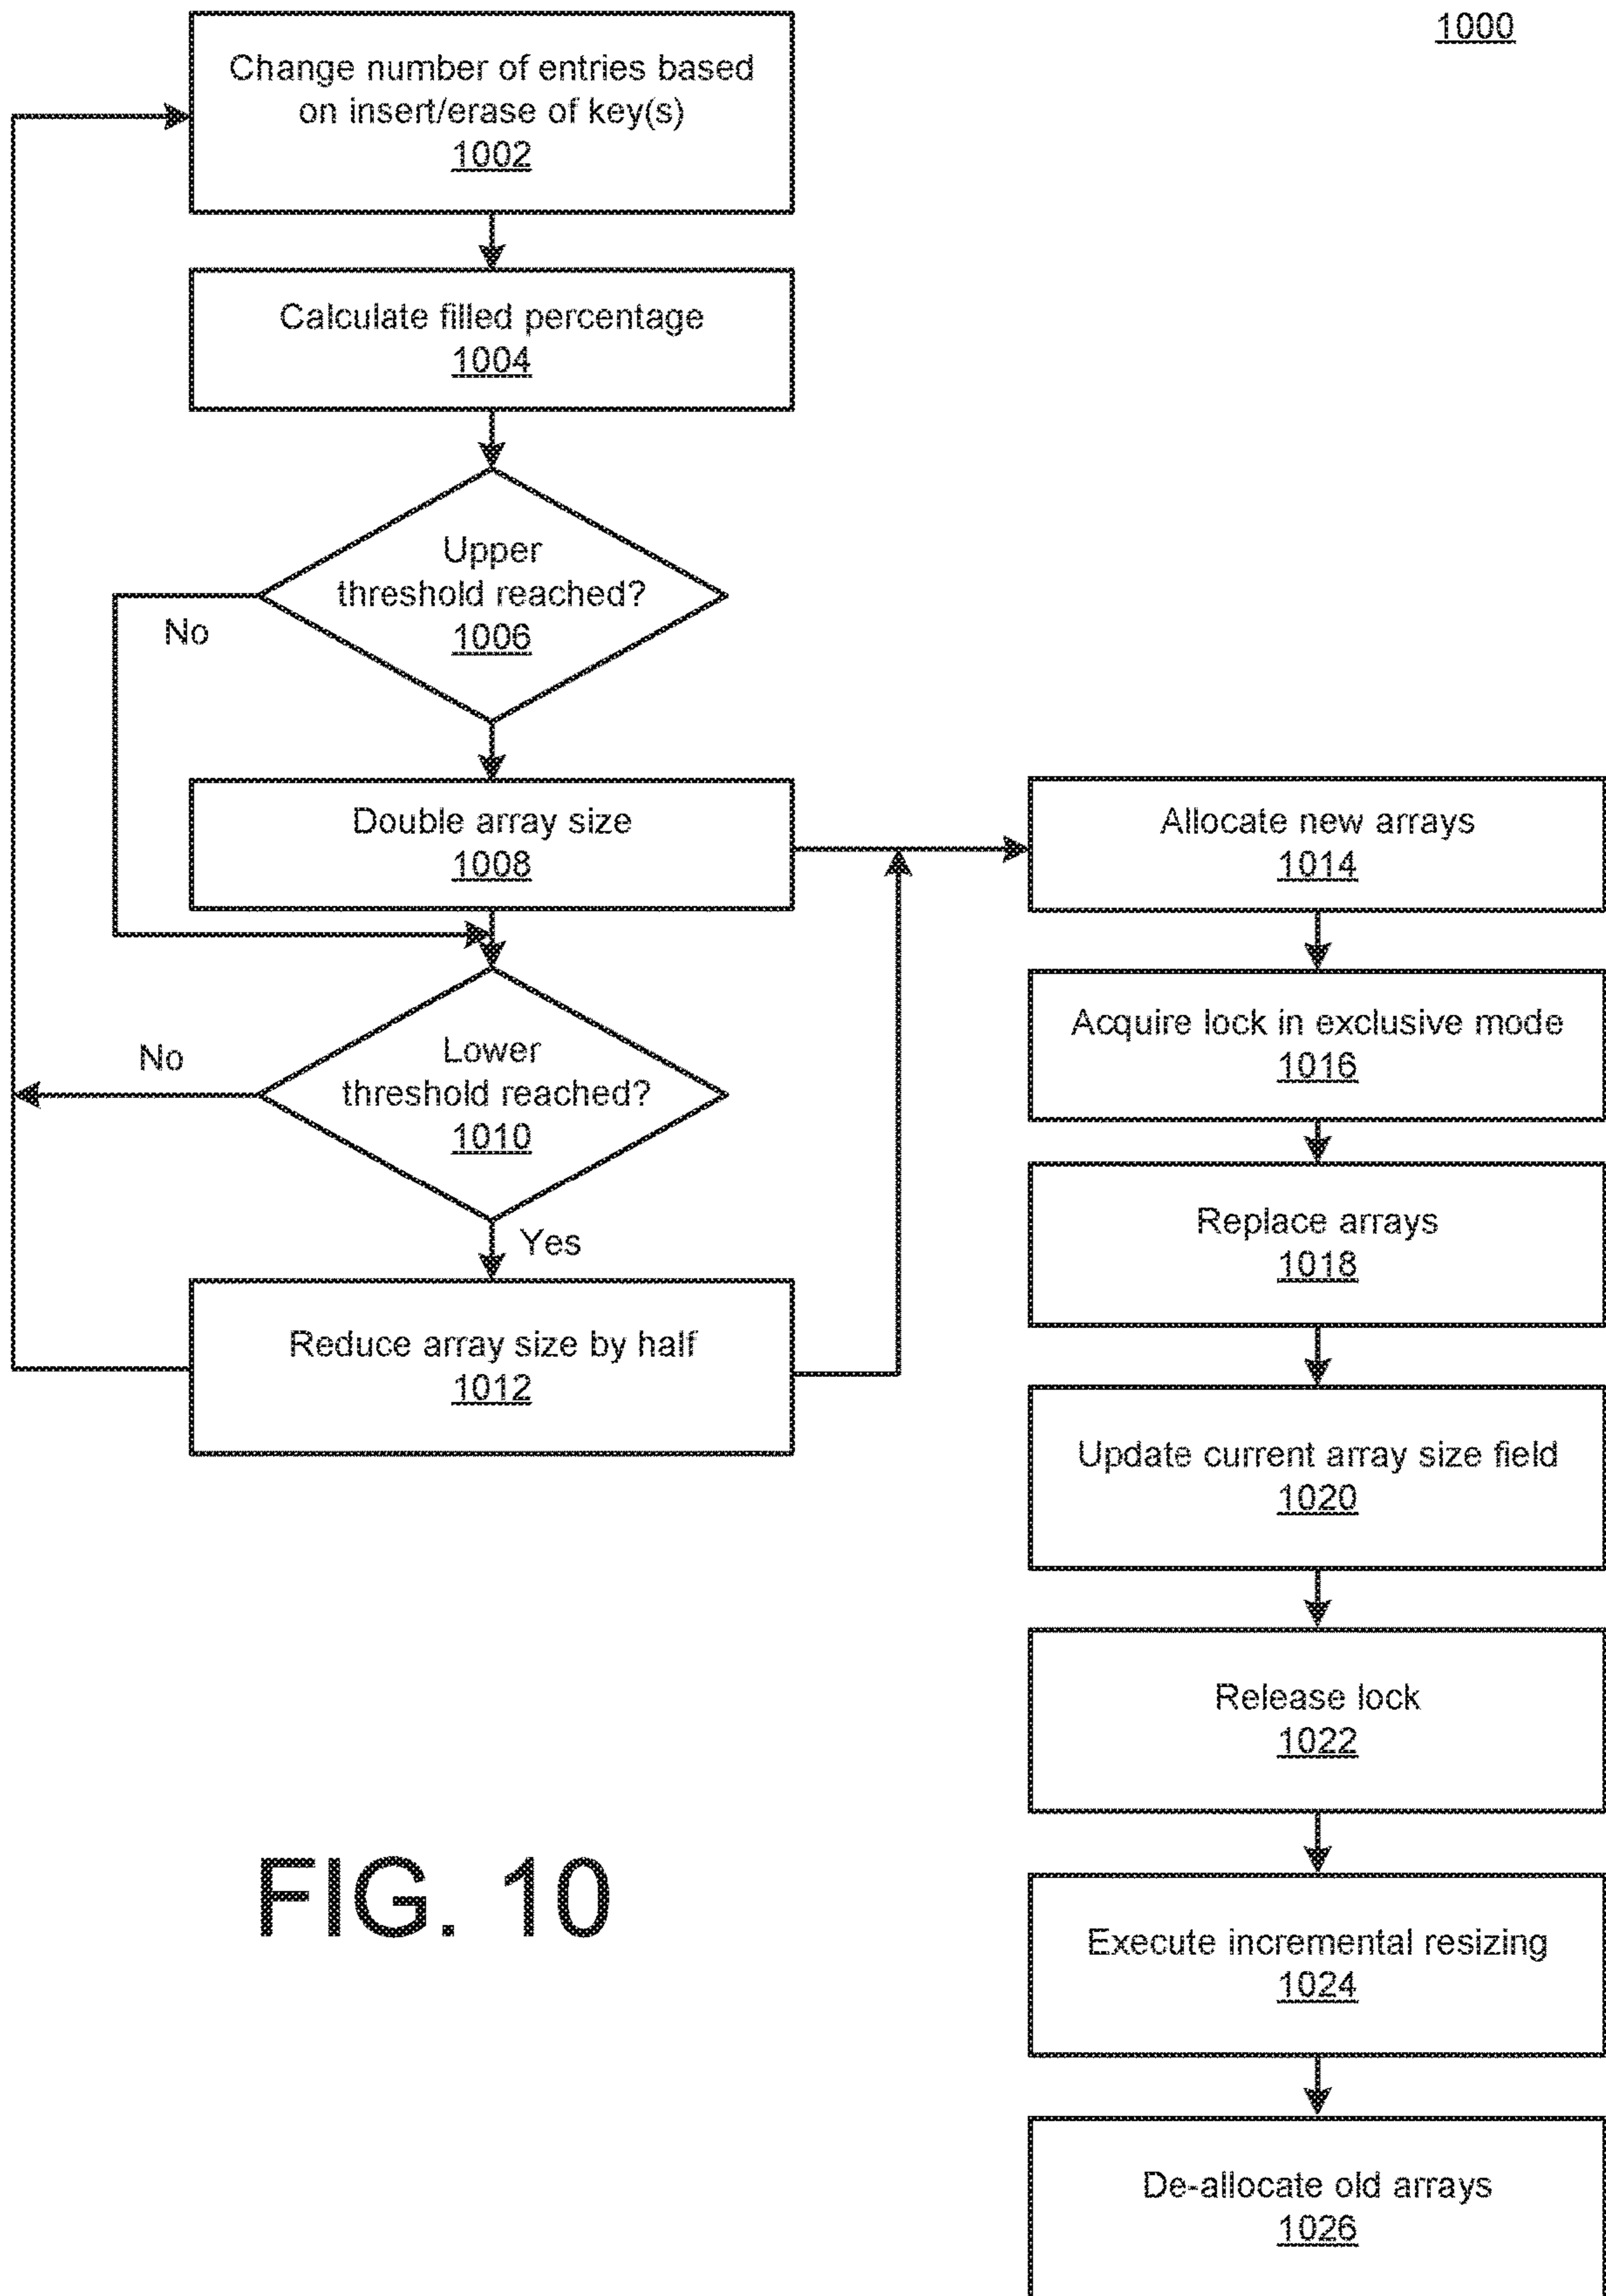 1000
Change number of entries based
on insert/erase of key(s)
1002
Calculate filled percentage
1004
Upper
threshold reached?
1006
No
Double array size
1008
Lower
threshold reached?
1010
No
Yes
Reduce array size by half
1012
Allocate new arrays
1014
Acquire lock in exclusive mode
1016
Replace arrays
1018
Update current array size field
1020
Release lock
1022
Execute incremental resizing
1024
De-allocate old arrays
1026
FIG. 10